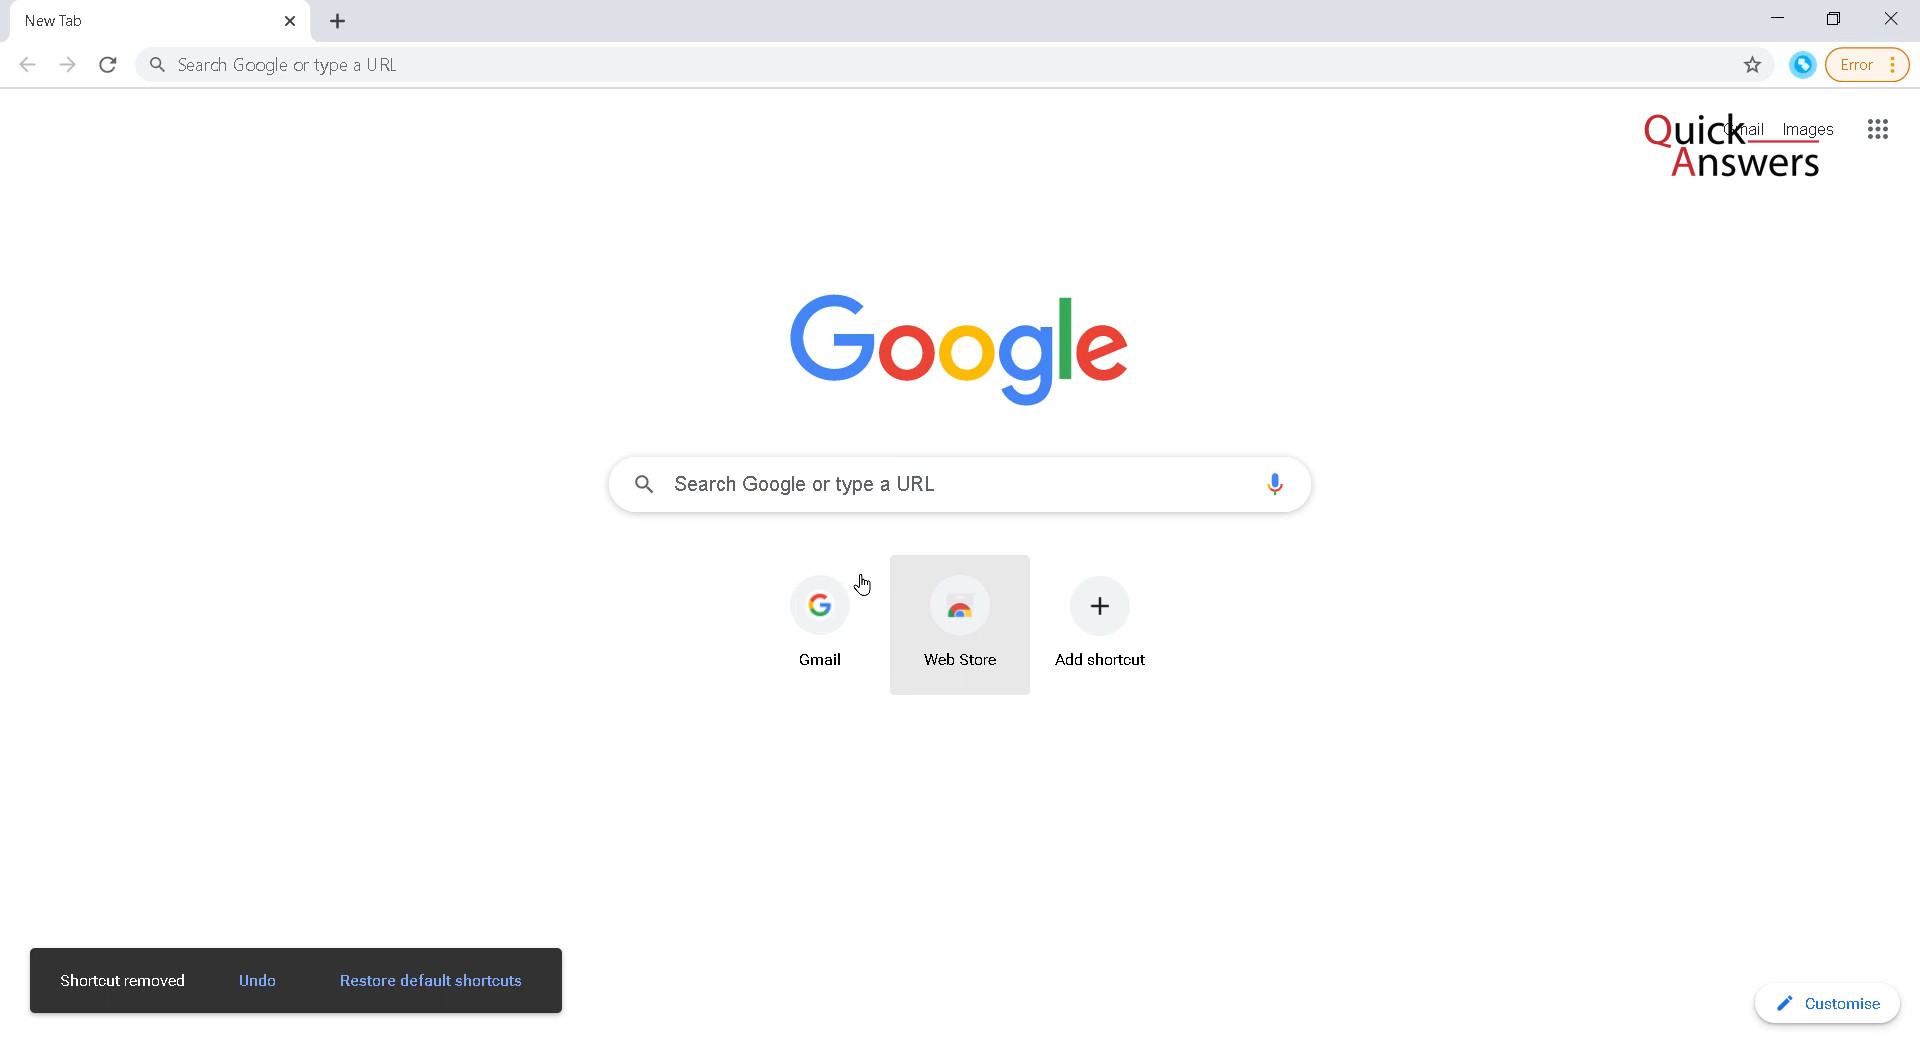 New Tab
Search Google or type a URL
Error
Quick
Answers
Gmail Images
Google
Search Google or type a URL
Gmail
Web Store
Add shortcut
Shortcut removed Undo Restore default shortcuts
Customise